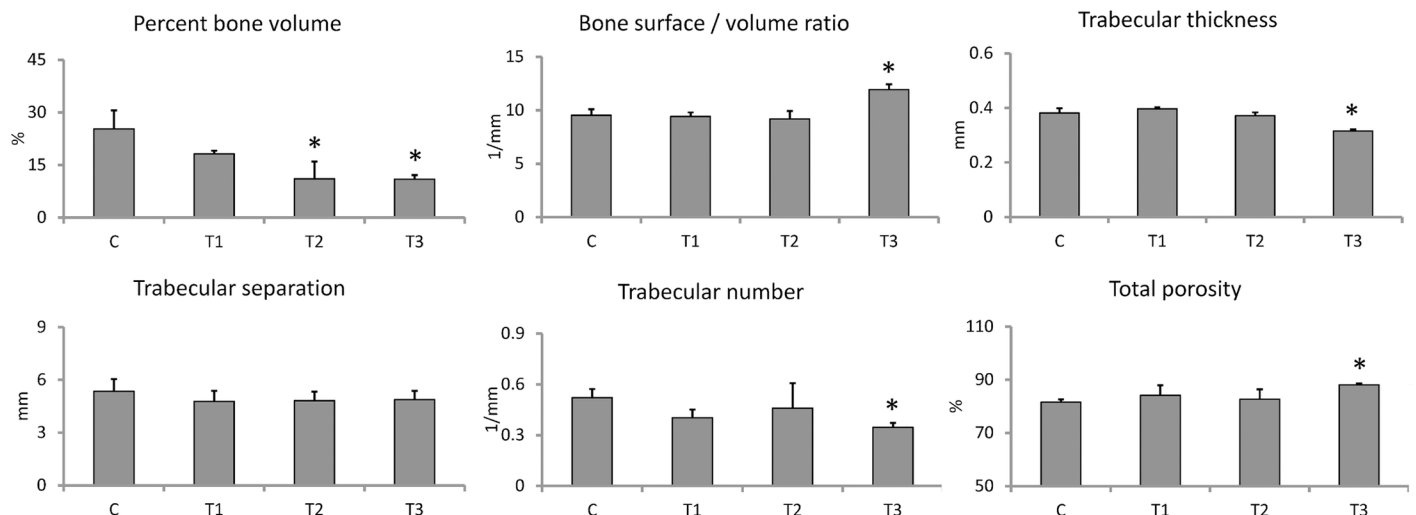 Percent bone volume
45
30
15
0
%
*
*
C T1 T2 T3
Bone surface / volume ratio
15
10
5
0
1/mm
*
C T1 T2 T3
Trabecular thickness
0.6
0.4
0.2
0
mm
*
C T1 T2 T3
Trabecular separation
9
6
3
0
mm
C T1 T2 T3
Trabecular number
0.9
0.6
0.3
0
1/mm
*
C T1 T2 T3
Total porosity
110
90
70
50
%
*
C T1 T2 T3